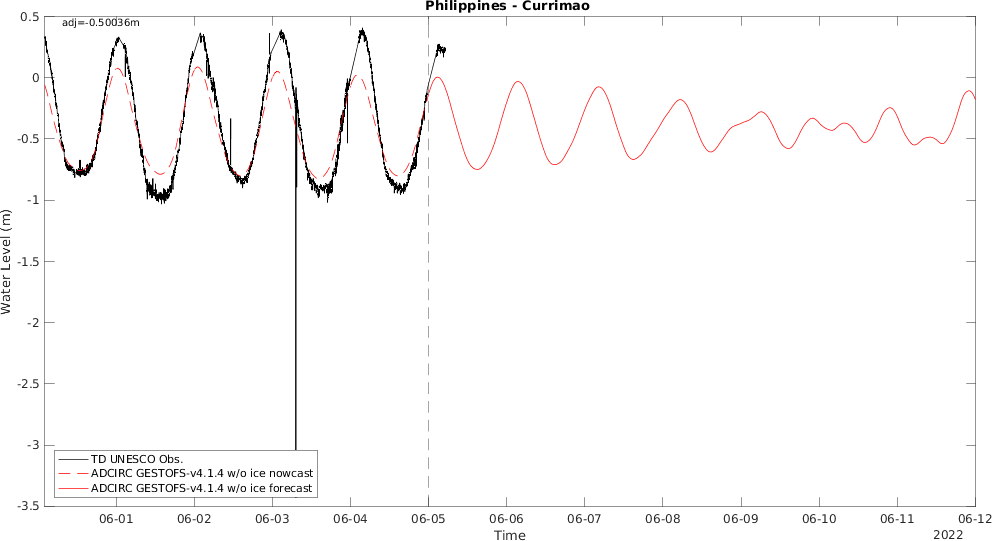 Philippines - Currimao
adj=-0.50036m
0.5
0
-0.5
-1
-1.5
-2
-2.5
-3
-3.5
Water Level (m)
TD UNESCO Obs.
ADCIRC GESTOFS-v4.1.4 w/o ice nowcast
ADCIRC GESTOFS-v4.1.4 w/o ice forecast
06-01 06-02 06-03 06-04 06-05 06-06 06-07 06-08 06-09 06-10 06-11 06-12
Time
2022